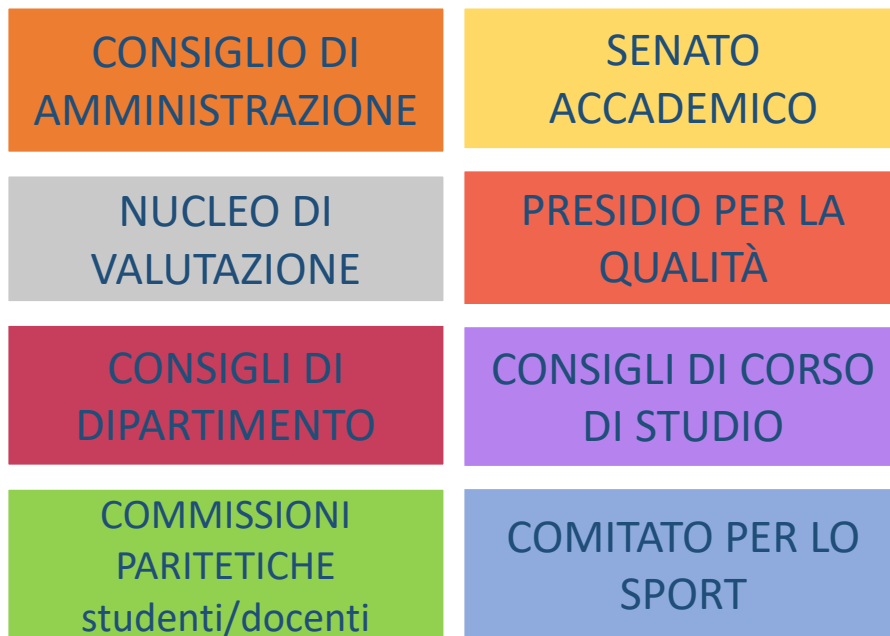 CONSIGLIO DI
AMMINISTRAZIONE
SENATO
ACCADEMICO
NUCLEO DI
VALUTAZIONE
PRESIDIO PER LA
QUALITÀ
CONSIGLI DI
DIPARTIMENTO
CONSIGLI DI CORSO
DI STUDIO
COMMISSIONI
PARITETICHE
studenti/docenti
COMITATO PER LO
SPORT